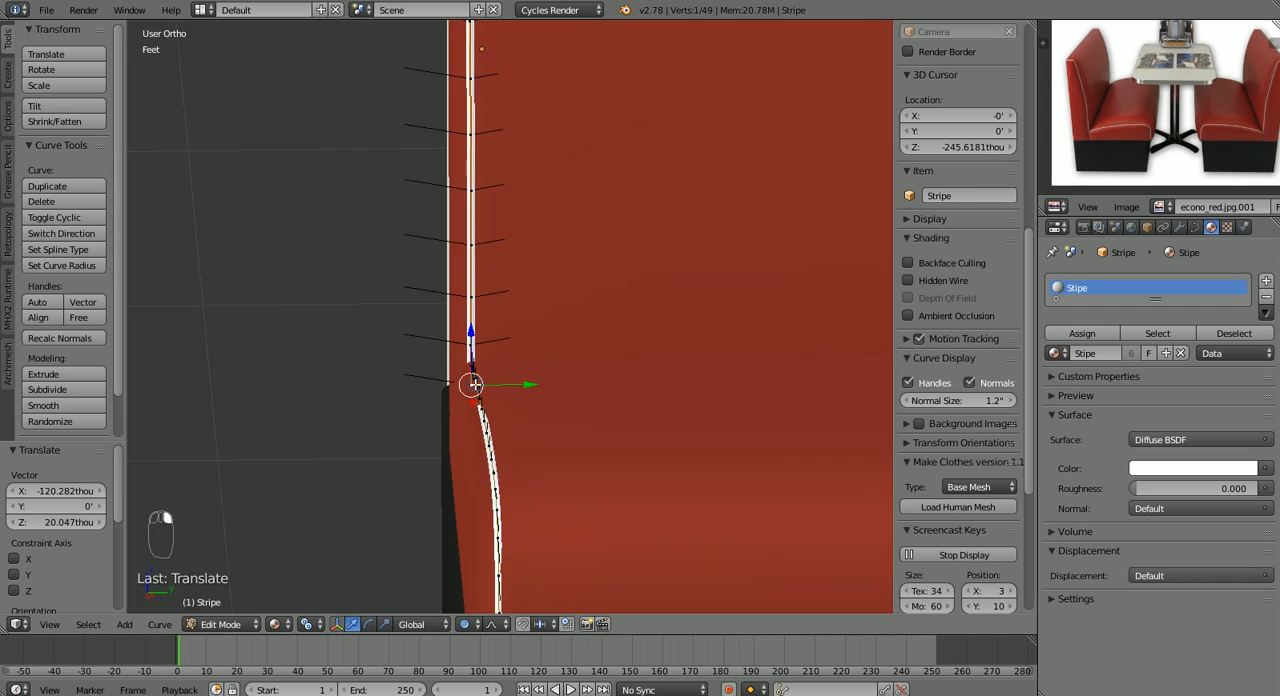 File Render Window Help Default Scene Cycles Render v2.78 | Verts:1/49 | Mem:20.78M | Stripe
Tools
Create
Options
Grease Pencil
Retopology
MHX2 Runtime
Archimesh
Transform
Translate
Rotate
Scale
Tilt
Shrink/Fatten
Curve Tools
Curve:
Duplicate
Delete
Toggle Cyclic
Switch Direction
Set Spline Type
Set Curve Radius
Handles:
Auto Vector
Align Free
Recalc Normals
Modeling:
Extrude
Subdivide
Smooth
Randomize
Translate
Vector
X: -120.282thou
Y: 0'
Z: 20.047thou
Constraint Axis
X
Y
Z
Orientation
User Ortho
Feet
Last: Translate
(1) Stripe
View Select Add Curve Edit Mode Global
Camera
Render Border
3D Cursor
Location:
X: -0'
Y: 0'
Z: -245.6181thou
Item
Stripe
Display
Shading
Backface Culling
Hidden Wire
Depth Of Field
Ambient Occlusion
Motion Tracking
Curve Display
Handles Normals
Normal Size: 1.2"
Background Images
Transform Orientations
Make Clothes version 1.1
Type: Base Mesh
Load Human Mesh
Screencast Keys
Stop Display
Size: Position:
Tex: 34 X: 3
Mo: 60 Y: 10
View Image econo_red.jpg.001 F
Stripe Stipe
Stipe
Assign Select Deselect
Stripe 6 F Data
Custom Properties
Preview
Surface
Surface: Diffuse BSDF
Color:
Roughness: 0.000
Normal: Default
Volume
Displacement
Displacement: Default
Settings
-50 -40 -30 -20 -10 0 10 20 30 40 50 60 70 80 90 100 110 120 130 140 150 160 170 180 190 200 210 220 230 240 250 260 270 280
View Marker Frame Playback Start: 1 End: 250 1 No Sync